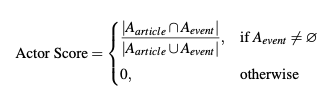 Actor Score = { |A_article ∩ A_event| / |A_article ∪ A_event|, if A_event ≠ ∅
0, otherwise